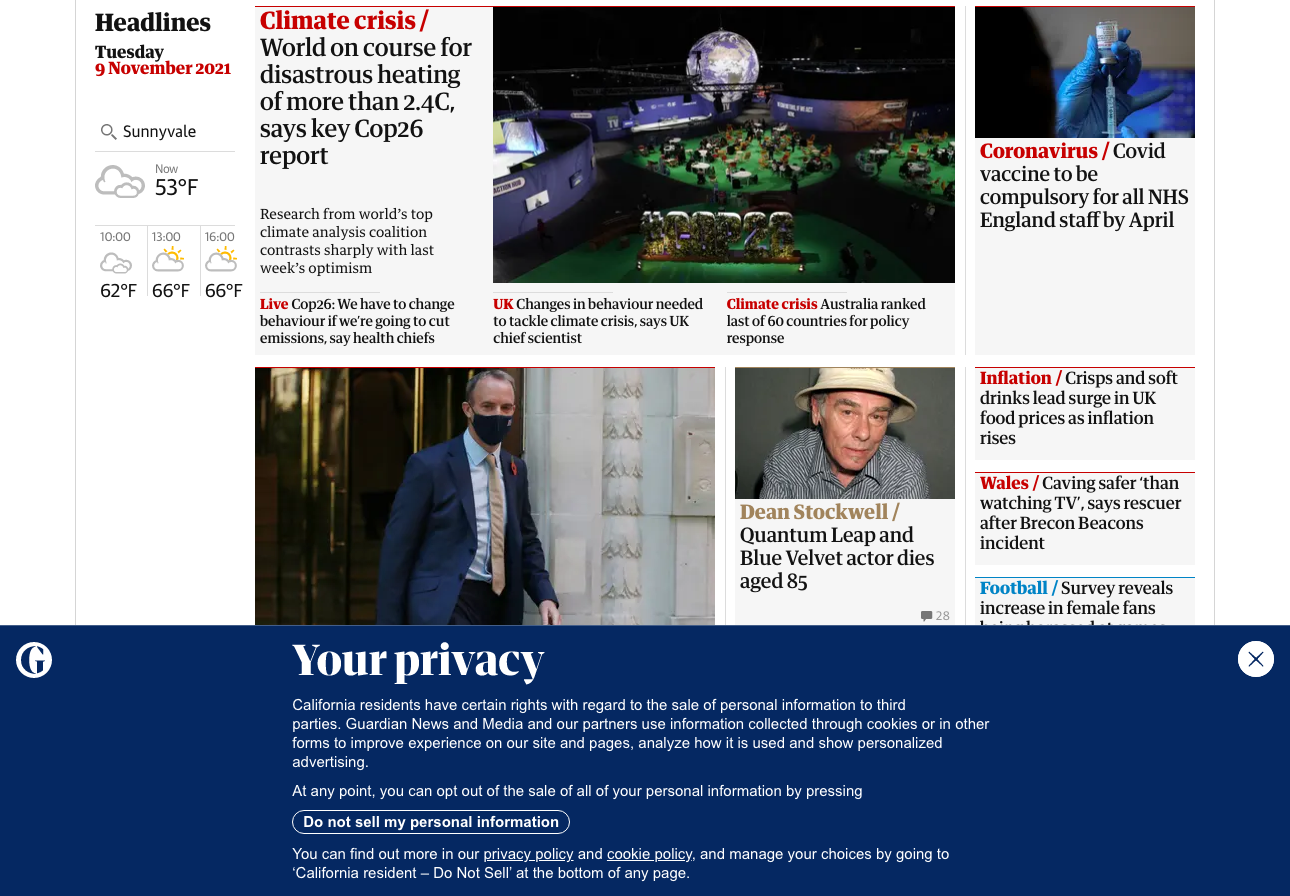 Headlines
Tuesday
9 November 2021
Sunnyvale
Now
53°F
10:00
13:00
16:00
62°F
66°F
66°F
Climate crisis /
World on course for
disastrous heating
of more than 2.4C,
says key Cop26
report
Research from world's top
climate analysis coalition
contrasts sharply with last
week's optimism
#COP26
Live Cop26: We have to change
behaviour if we're going to cut
emissions, say health chiefs
UK Changes in behaviour needed
to tackle climate crisis, says UK
chief scientist
Climate crisis Australia ranked
last of 60 countries for policy
response
Coronavirus / Covid
vaccine to be
compulsory for all NHS
England staff by April
Dean Stockwell /
Quantum Leap and
Blue Velvet actor dies
aged 85
28
Inflation / Crisps and soft
drinks lead surge in UK
food prices as inflation
rises
Wales / Caving safer 'than
watching TV', says rescuer
after Brecon Beacons
incident
Football / Survey reveals
increase in female fans
Your privacy
California residents have certain rights with regard to the sale of personal information to third
parties. Guardian News and Media and our partners use information collected through cookies or in other
forms to improve experience on our site and pages, analyze how it is used and show personalized
advertising.
At any point, you can opt out of the sale of all of your personal information by pressing
Do not sell my personal information
You can find out more in our privacy policy and cookie policy, and manage your choices by going to
'California resident – Do Not Sell' at the bottom of any page.